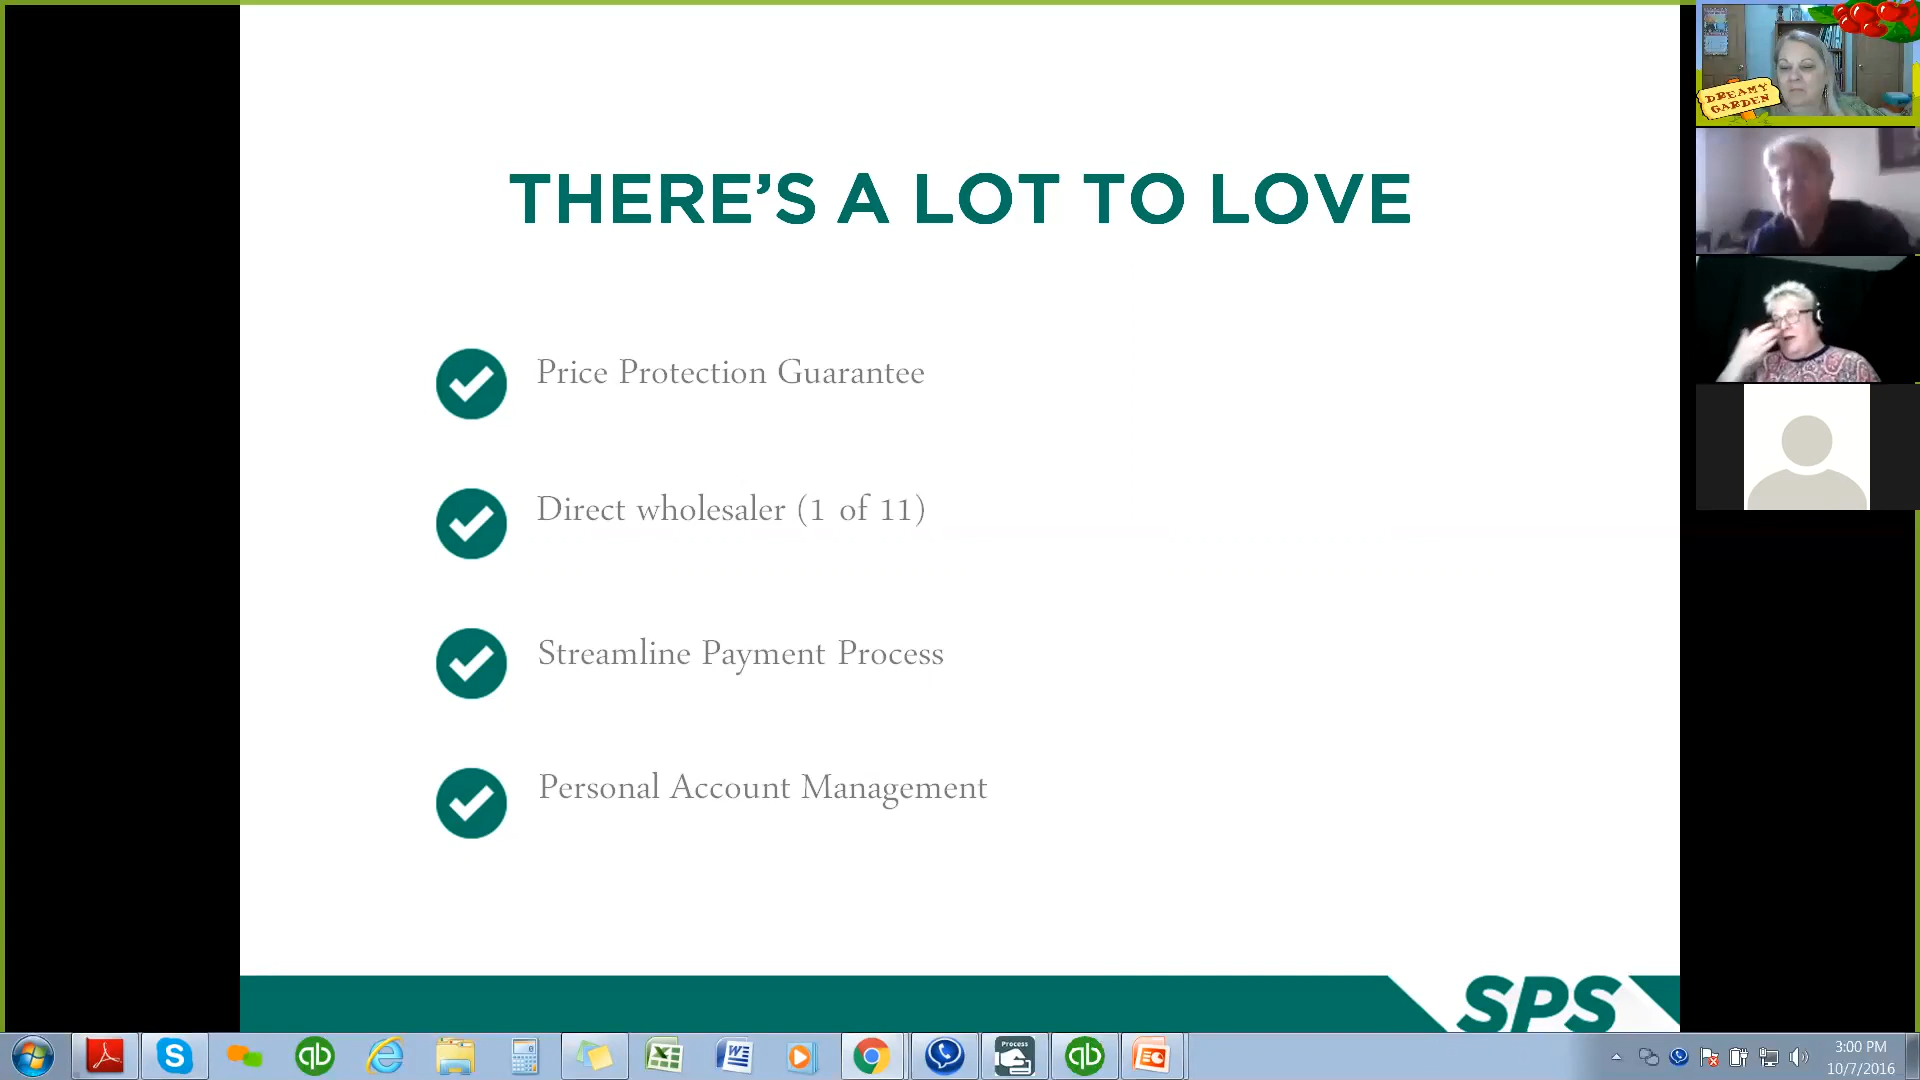 THERE'S A LOT TO LOVE
Price Protection Guarantee
Direct wholesaler (1 of 11)
Streamline Payment Process
Personal Account Management
SPS
DREAMY
GARDEN
Process
3:00 PM
10/7/2016